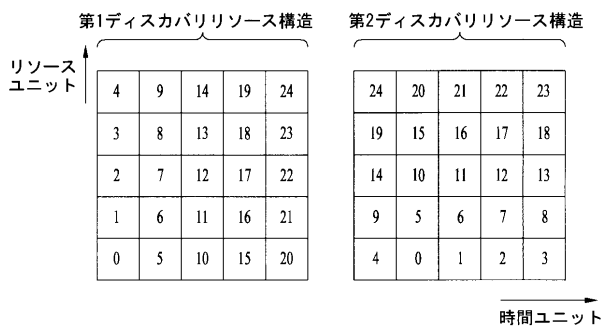 第1ディスカバリリソース構造 第2ディスカバリリソース構造
リソース
ユニット
4 9 14 19 24 24 20 21 22 23
3 8 13 18 23 19 15 16 17 18
2 7 12 17 22 14 10 11 12 13
1 6 11 16 21 9 5 6 7 8
0 5 10 15 20 4 0 1 2 3
時間ユニット